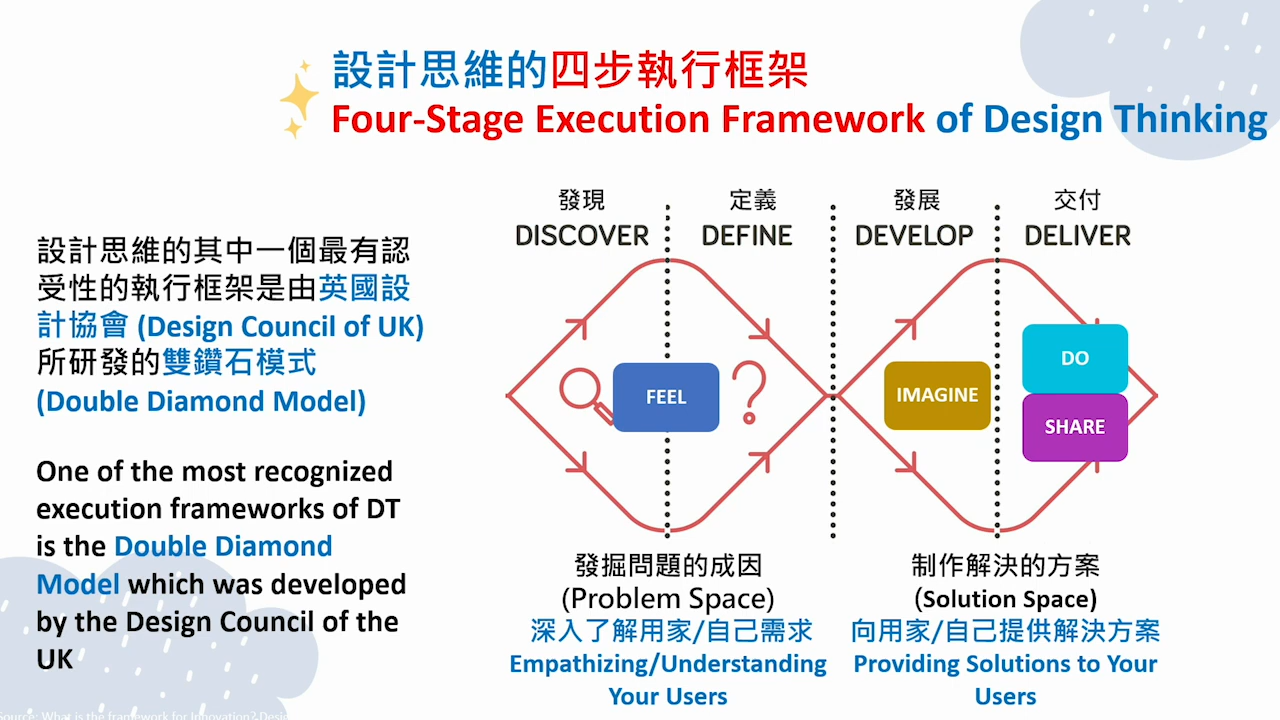 設計思維的四步執行框架
Four-Stage Execution Framework of Design Thinking
設計思維的其中一個最有認
受性的執行框架是由英國設
計協會 (Design Council of UK)
所研發的雙鑽石模式
(Double Diamond Model)
One of the most recognized
execution frameworks of DT
is the Double Diamond
Model which was developed
by the Design Council of the
UK
發現
DISCOVER
定義
DEFINE
發展
DEVELOP
交付
DELIVER
FEEL
IMAGINE
DO
SHARE
發掘問題的成因
(Problem Space)
深入了解用家/自己需求
Empathizing/Understanding
Your Users
制作解決的方案
(Solution Space)
向用家/自己提供解決方案
Providing Solutions to Your
Users
Source: What is the framework for Innovation? Desi